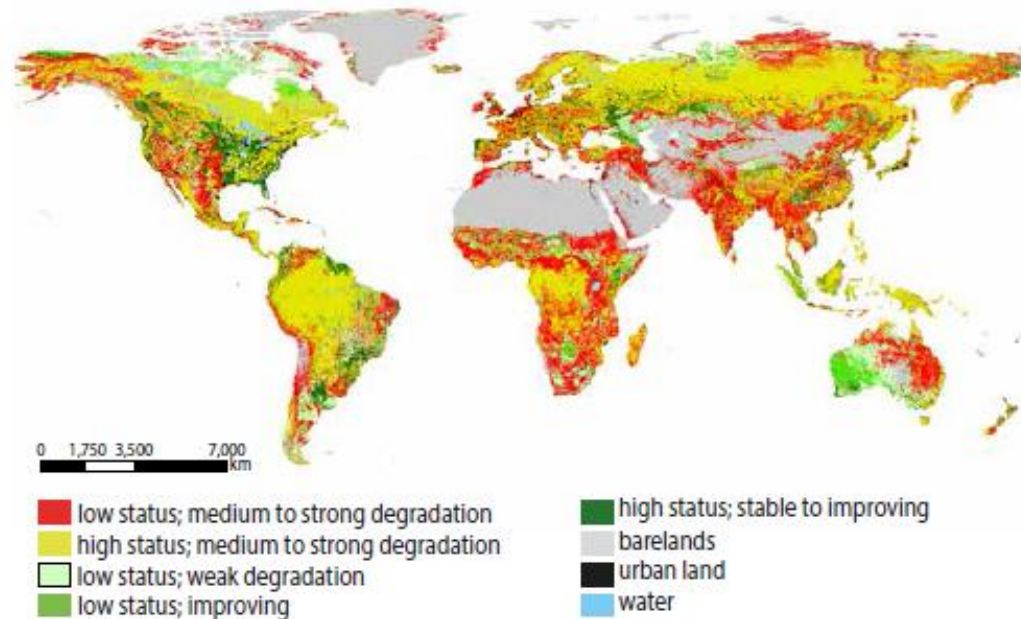 0 1,750 3,500 7,000
km
low status; medium to strong degradation
high status; medium to strong degradation
low status; weak degradation
low status; improving
high status; stable to improving
barelands
urban land
water